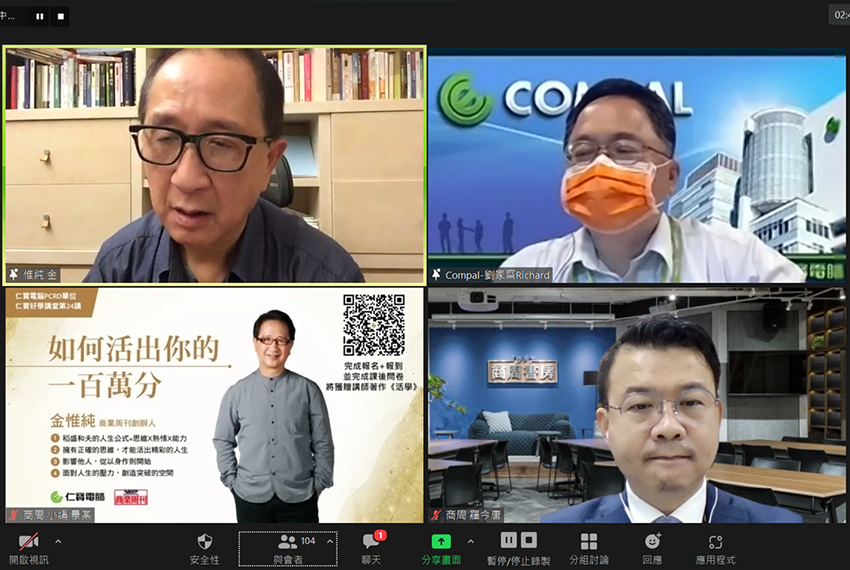 中...
02:4
惟純 金
COMPAL
Compal-劉家齊Richard
仁寶電腦PCRD單位
仁寶好學講堂第24講
如何活出你的
一百萬分
金惟純 商業周刊創辦人
1 稻盛和夫的人生公式=思維X熱情X能力
2 擁有正確的思維,才能活出精彩的人生
3 影響他人,從以身作則開始
4 面對人生的壓力,創造突破的空間
仁寶電腦 商業周刊
完成報名+報到
並完成課後問卷
將獲贈講師著作《活學》
商周 小編 景棠
商周書房
商周 羅今唐
開啟視訊
安全性
104
與會者
1
聊天
分享畫面
暫停/停止錄製
分組討論
回應
應用程式